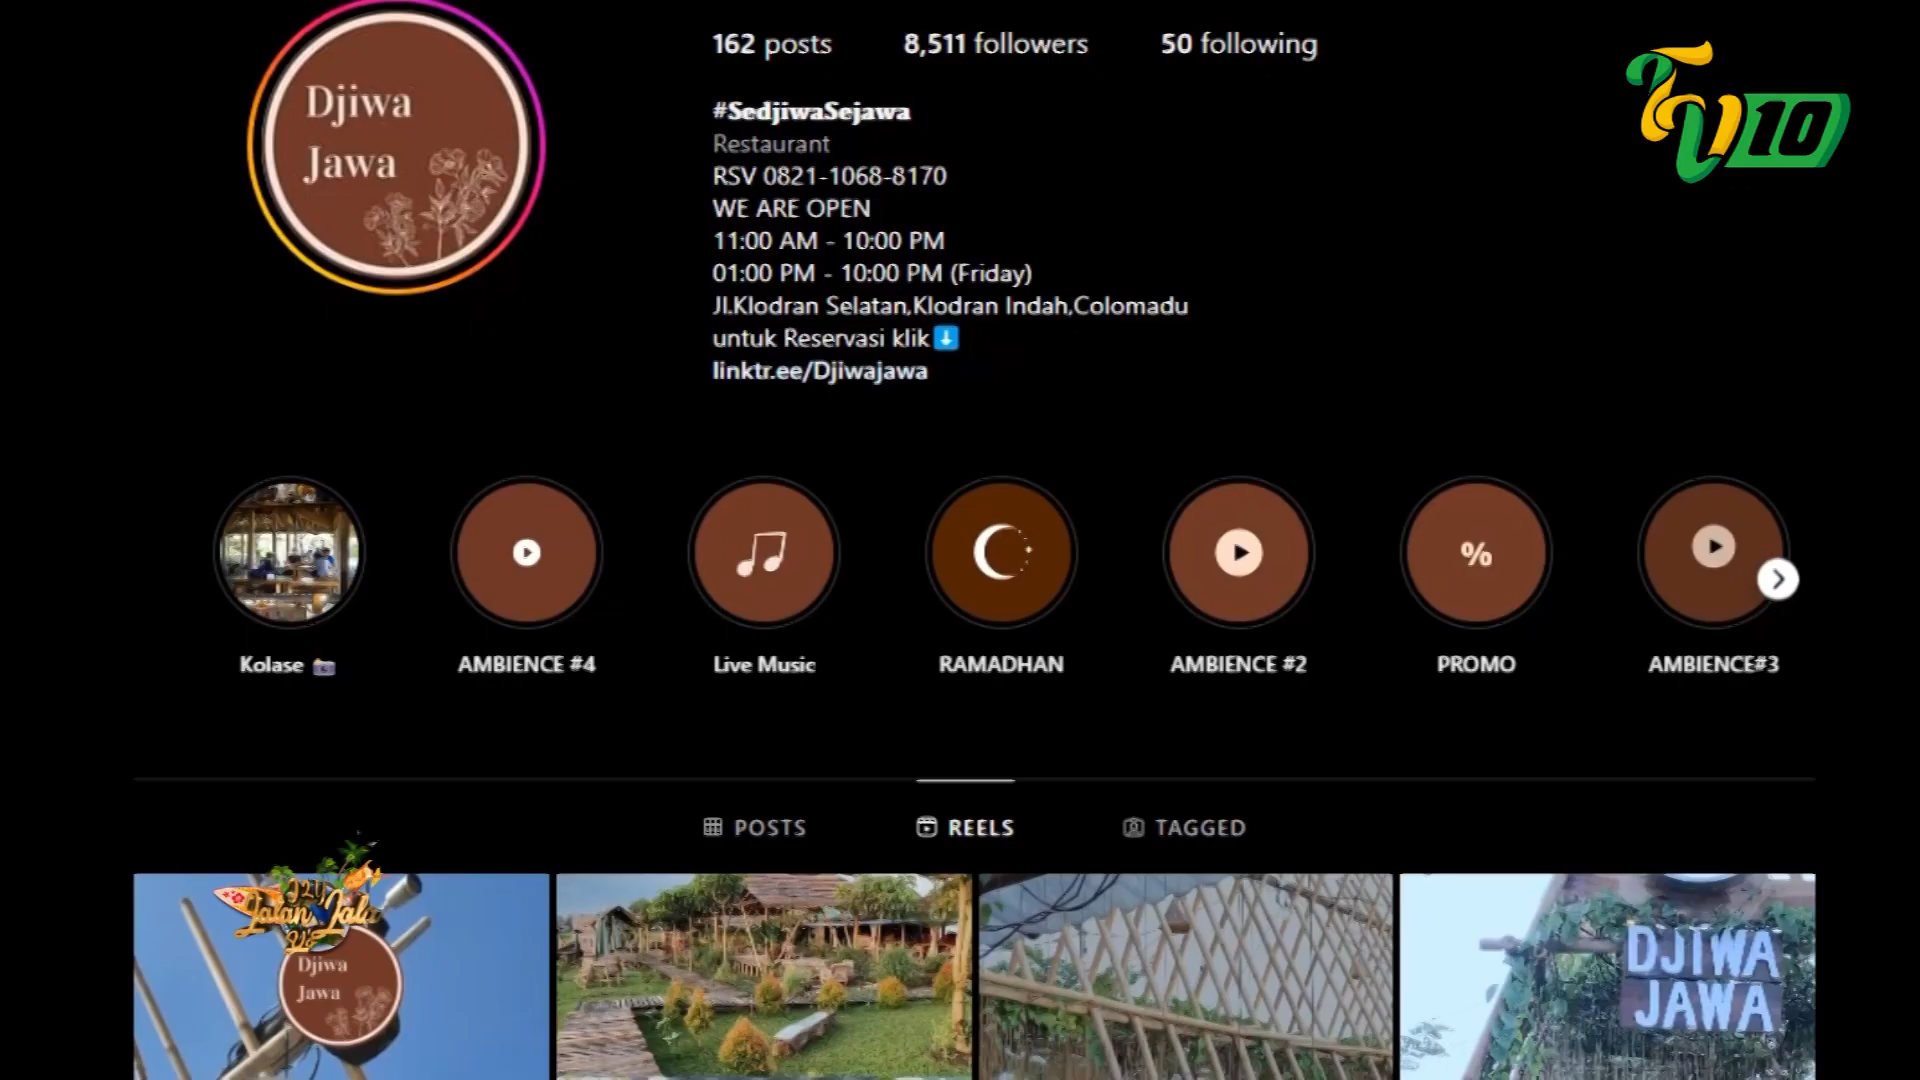 162 posts 8,511 followers 50 following
TV10
Djiwa
Jawa
#SedjiwaSejawa
Restaurant
RSV 0821-1068-8170
WE ARE OPEN
11:00 AM - 10:00 PM
01:00 PM - 10:00 PM (Friday)
Jl.Klodran Selatan,Klodran Indah,Colomadu
untuk Reservasi klik⬇️
linktr.ee/Djiwajawa
%
Kolase 📷 AMBIENCE #4 Live Music RAMADHAN AMBIENCE #2 PROMO AMBIENCE#3
POSTS REELS TAGGED
Jalan Jalan
Djiwa
Jawa
DJIWA
JAWA